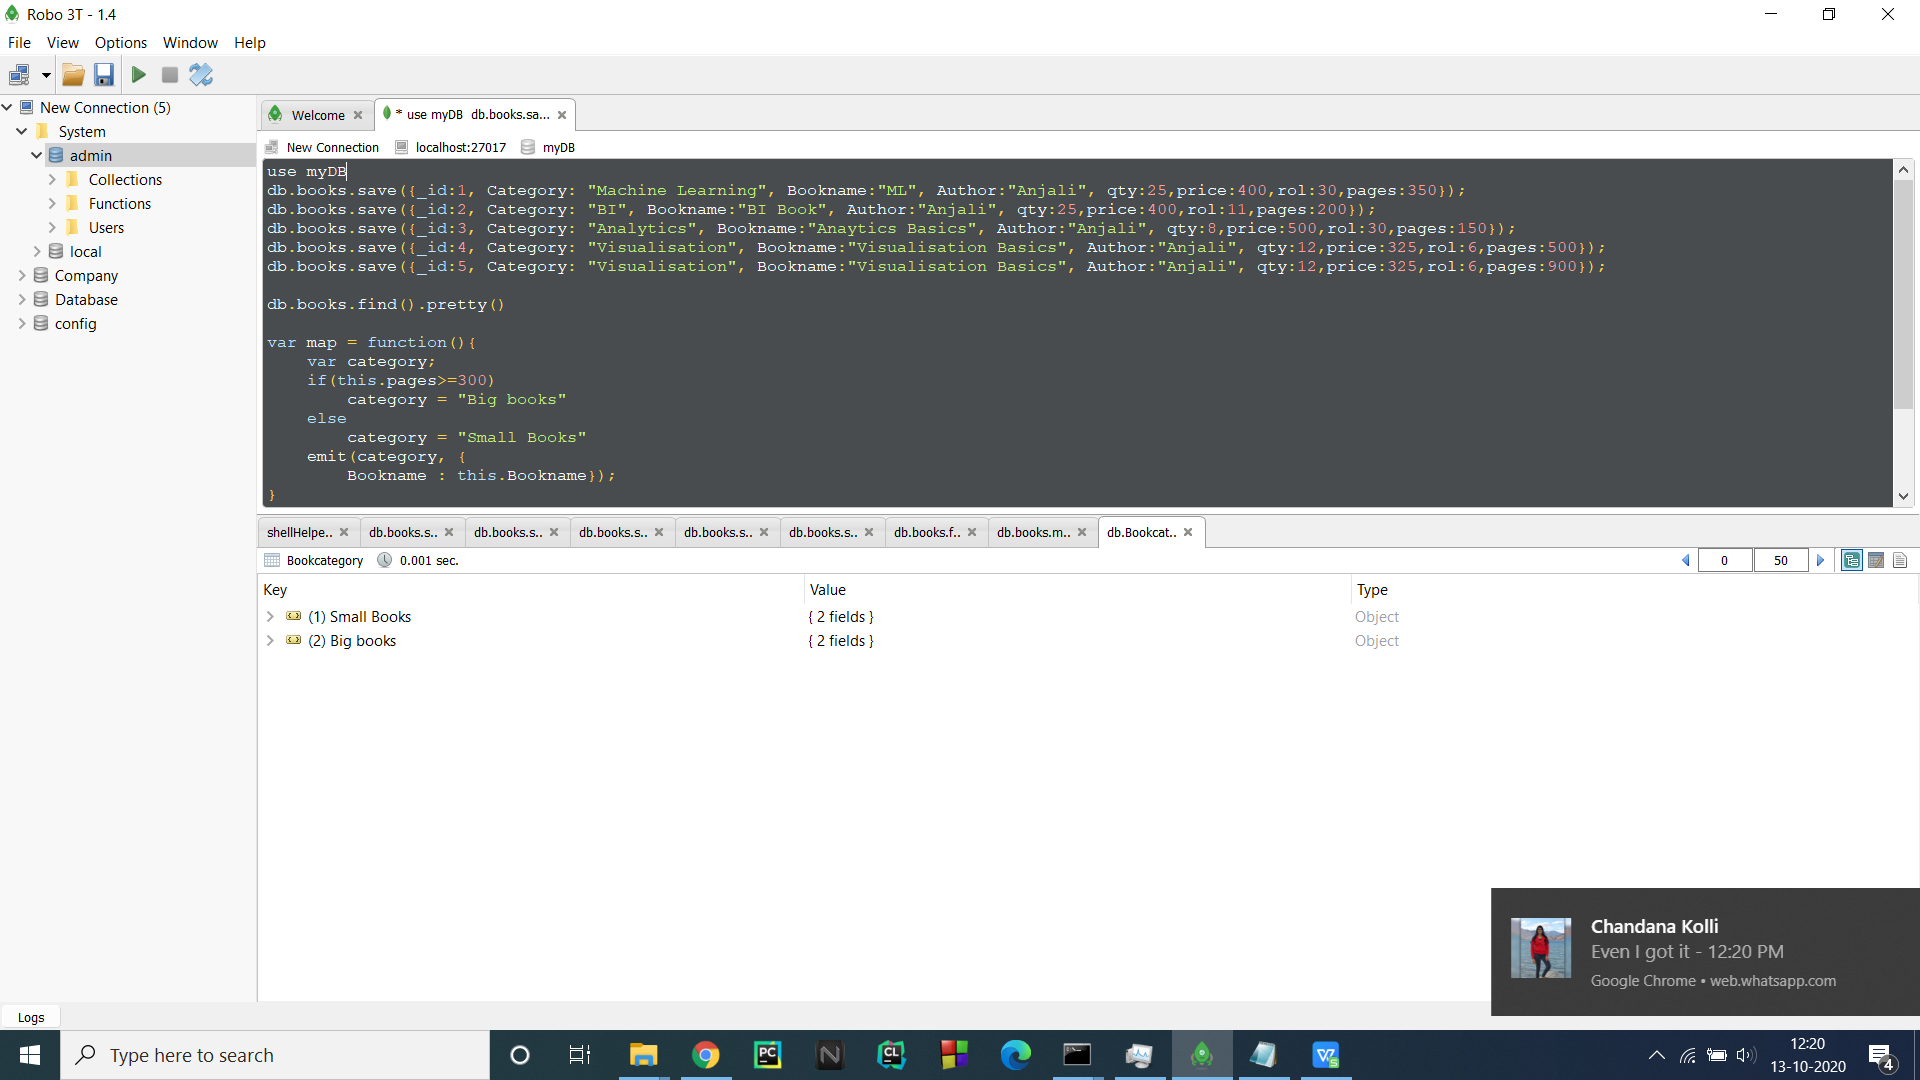 Robo 3T - 1.4
File View Options Window Help
New Connection (5)
System
admin
Collections
Functions
Users
local
Company
Database
config
Welcome
* use myDB db.books.sa...
New Connection localhost:27017 myDB
use myDB
db.books.save({_id:1, Category: "Machine Learning", Bookname:"ML", Author:"Anjali", qty:25,price:400,rol:30,pages:350});
db.books.save({_id:2, Category: "BI", Bookname:"BI Book", Author:"Anjali", qty:25,price:400,rol:11,pages:200});
db.books.save({_id:3, Category: "Analytics", Bookname:"Anaytics Basics", Author:"Anjali", qty:8,price:500,rol:30,pages:150});
db.books.save({_id:4, Category: "Visualisation", Bookname:"Visualisation Basics", Author:"Anjali", qty:12,price:325,rol:6,pages:500});
db.books.save({_id:5, Category: "Visualisation", Bookname:"Visualisation Basics", Author:"Anjali", qty:12,price:325,rol:6,pages:900});
db.books.find().pretty()
var map = function(){
var category;
if(this.pages>=300)
category = "Big books"
else
category = "Small Books"
emit(category, {
Bookname : this.Bookname});
}
shellHelpe.. db.books.s.. db.books.s.. db.books.s.. db.books.s.. db.books.s.. db.books.f.. db.books.m.. db.Bookcat..
Bookcategory 0.001 sec. 0 50
Key Value Type
(1) Small Books { 2 fields } Object
(2) Big books { 2 fields } Object
Chandana Kolli
Even I got it - 12:20 PM
Google Chrome • web.whatsapp.com
Logs
Type here to search
PC
N
CL
12:20
13-10-2020
4